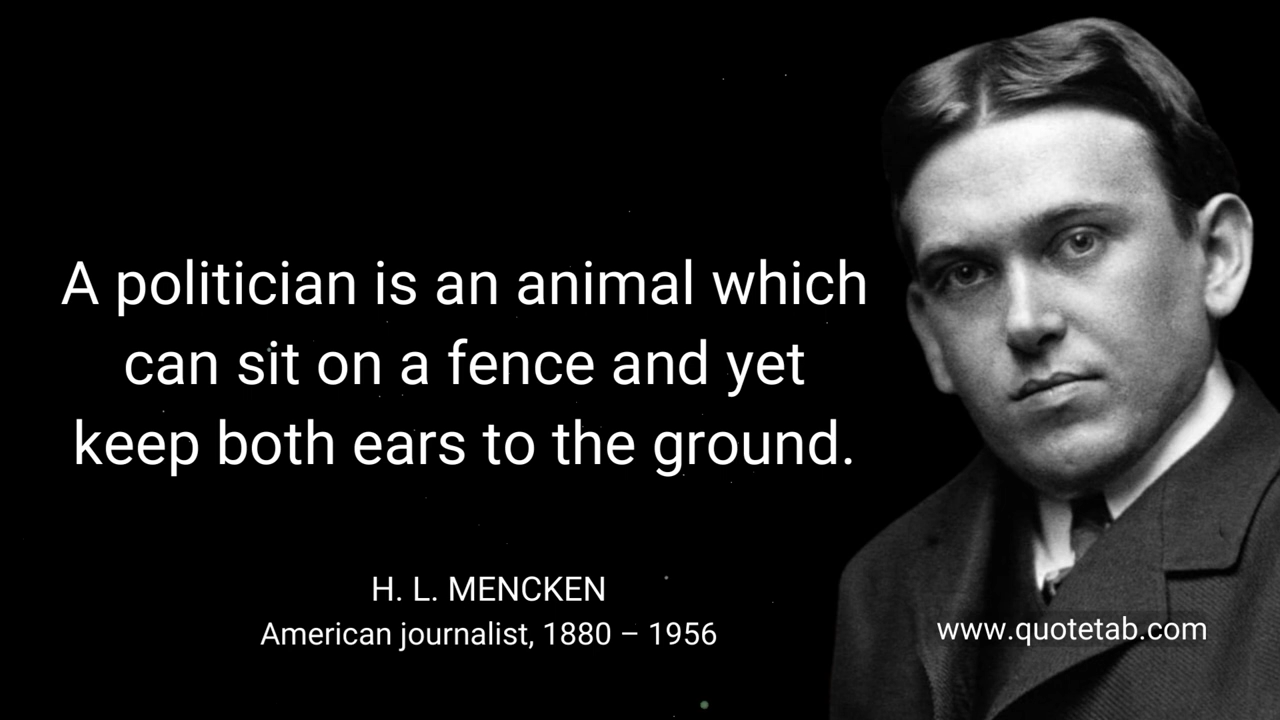 A politician is an animal which
can sit on a fence and yet
keep both ears to the ground.
H. L. MENCKEN
American journalist, 1880 – 1956
www.quotetab.com